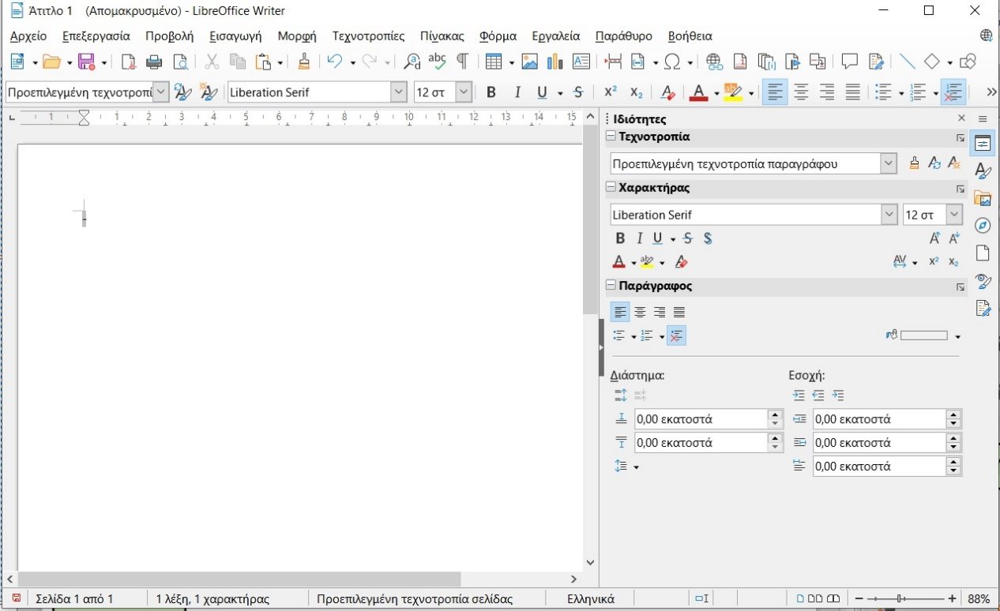 Άτιτλο 1 (Απομακρυσμένο) - LibreOffice Writer
Αρχείο Επεξεργασία Προβολή Εισαγωγή Μορφή Τεχνοτροπίες Πίνακας Φόρμα Εργαλεία Παράθυρο Βοήθεια
Προεπιλεγμένη τεχνοτροπί Liberation Serif 12 στ B I U S X² X₂
1 1 2 3 4 5 6 7 8 9 10 11 12 13 14 15
-
Ιδιότητες
Τεχνοτροπία
Προεπιλεγμένη τεχνοτροπία παραγράφου
Χαρακτήρας
Liberation Serif 12 στ
B I U S S
Παράγραφος
Διάστημα: Εσοχή:
0,00 εκατοστά 0,00 εκατοστά
0,00 εκατοστά 0,00 εκατοστά
0,00 εκατοστά
Σελίδα 1 από 1 1 λέξη, 1 χαρακτήρας Προεπιλεγμένη τεχνοτροπία σελίδας Ελληνικά 88%